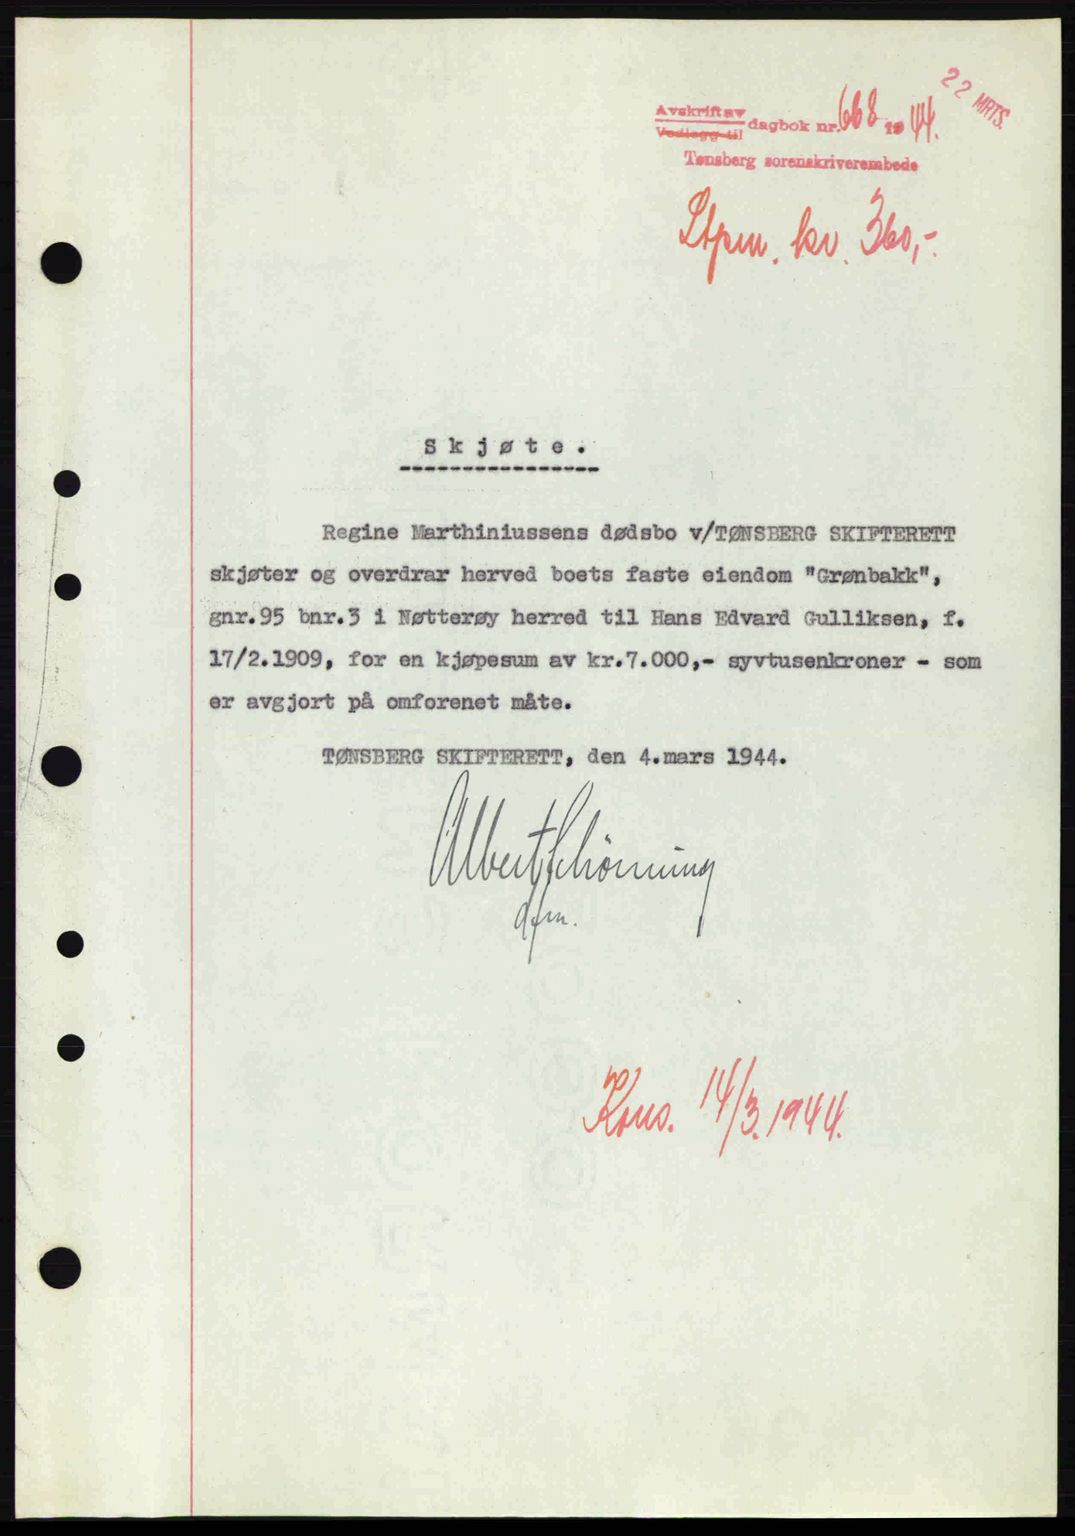 22 MRTS.
Avskrift av
Vedlegg til
dagbok nr. 668 19 44.
Tønsberg sorenskriverembede
Stpm. kr. 360,-
Skjøte.
Regine Marthiniussens dødsbo v/TØNSBERG SKIFTERETT
skjøter og overdrar herved boets faste eiendom "Grønbakk",
gnr.95 bnr.3 i Nøtterøy herred til Hans Edvard Gulliksen, f.
17/2.1909, for en kjøpesum av kr.7.000,- syvtusenkroner - som
er avgjort på omforenet måte.
TØNSBERG SKIFTERETT, den 4.mars 1944.
Albert Schörning
dfm.
Kons. 14/3.1944.